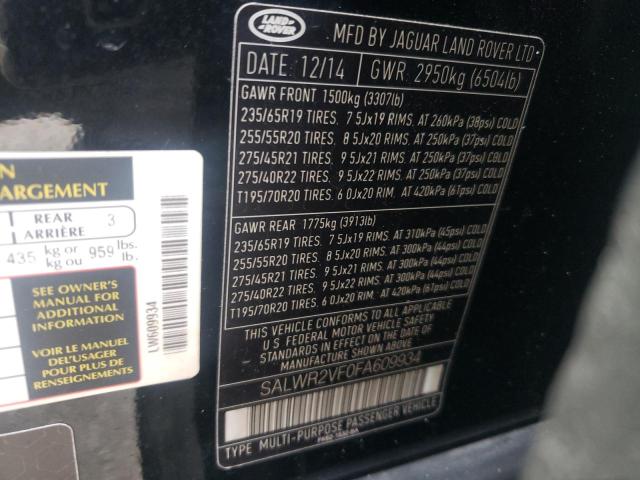 LAND
ROVER
MFD BY JAGUAR LAND ROVER LTD
DATE: 12/14 GWR: 2950kg (6504lb)
GAWR FRONT 1500kg (3307lb)
235/65R19 TIRES. 7 5Jx19 RIMS. AT 260kPa (38psi) COLD
255/55R20 TIRES. 8 5Jx20 RIMS. AT 250kPa (37psi) COLD
275/45R21 TIRES. 9 5Jx21 RIMS. AT 250kPa (37psi) COLD
275/40R22 TIRES. 9 5Jx22 RIMS. AT 250kPa (37psi) COLD
T195/70R20 TIRES. 6 0Jx20 RIM. AT 420kPa (61psi) COLD
GAWR REAR 1775kg (3913lb)
235/65R19 TIRES. 7 5Jx19 RIMS. AT 310kPa (45psi) COLD
255/55R20 TIRES. 8 5Jx20 RIMS. AT 300kPa (44psi) COLD
275/45R21 TIRES. 9 5Jx21 RIMS. AT 300kPa (44psi) COLD
275/40R22 TIRES. 9 5Jx22 RIMS. AT 300kPa (44psi) COLD
T195/70R20 TIRES. 6 0Jx20 RIM. AT 420kPa (61psi) COLD
THIS VEHICLE CONFORMS TO ALL APPLICABLE
U S FEDERAL MOTOR VEHICLE SAFETY
STANDARDS. IN EFFECT ON THE DATE OF
MANUFACTURE SHOWN ABOVE
SALWR2VF0FA609934
TYPE: MULTI-PURPOSE PASSENGER VEHICLE
ON
ARGEMENT
REAR 3
ARRIÈRE
435 kg or 959 lbs.
kg ou lb.
SEE OWNER'S
MANUAL FOR
ADDITIONAL
INFORMATION
VOIR LE
MANUEL
DEL'USAGER
POUR PLUS DE
LW609934